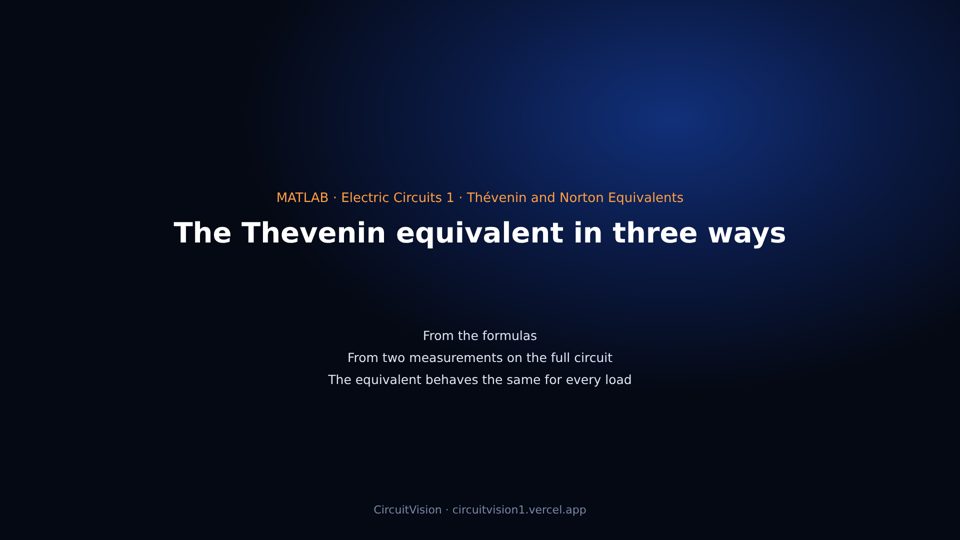 MATLAB · Electric Circuits 1 · Thévenin and Norton Equivalents
The Thevenin equivalent in three ways
From the formulas
From two measurements on the full circuit
The equivalent behaves the same for every load
CircuitVision · circuitvision1.vercel.app